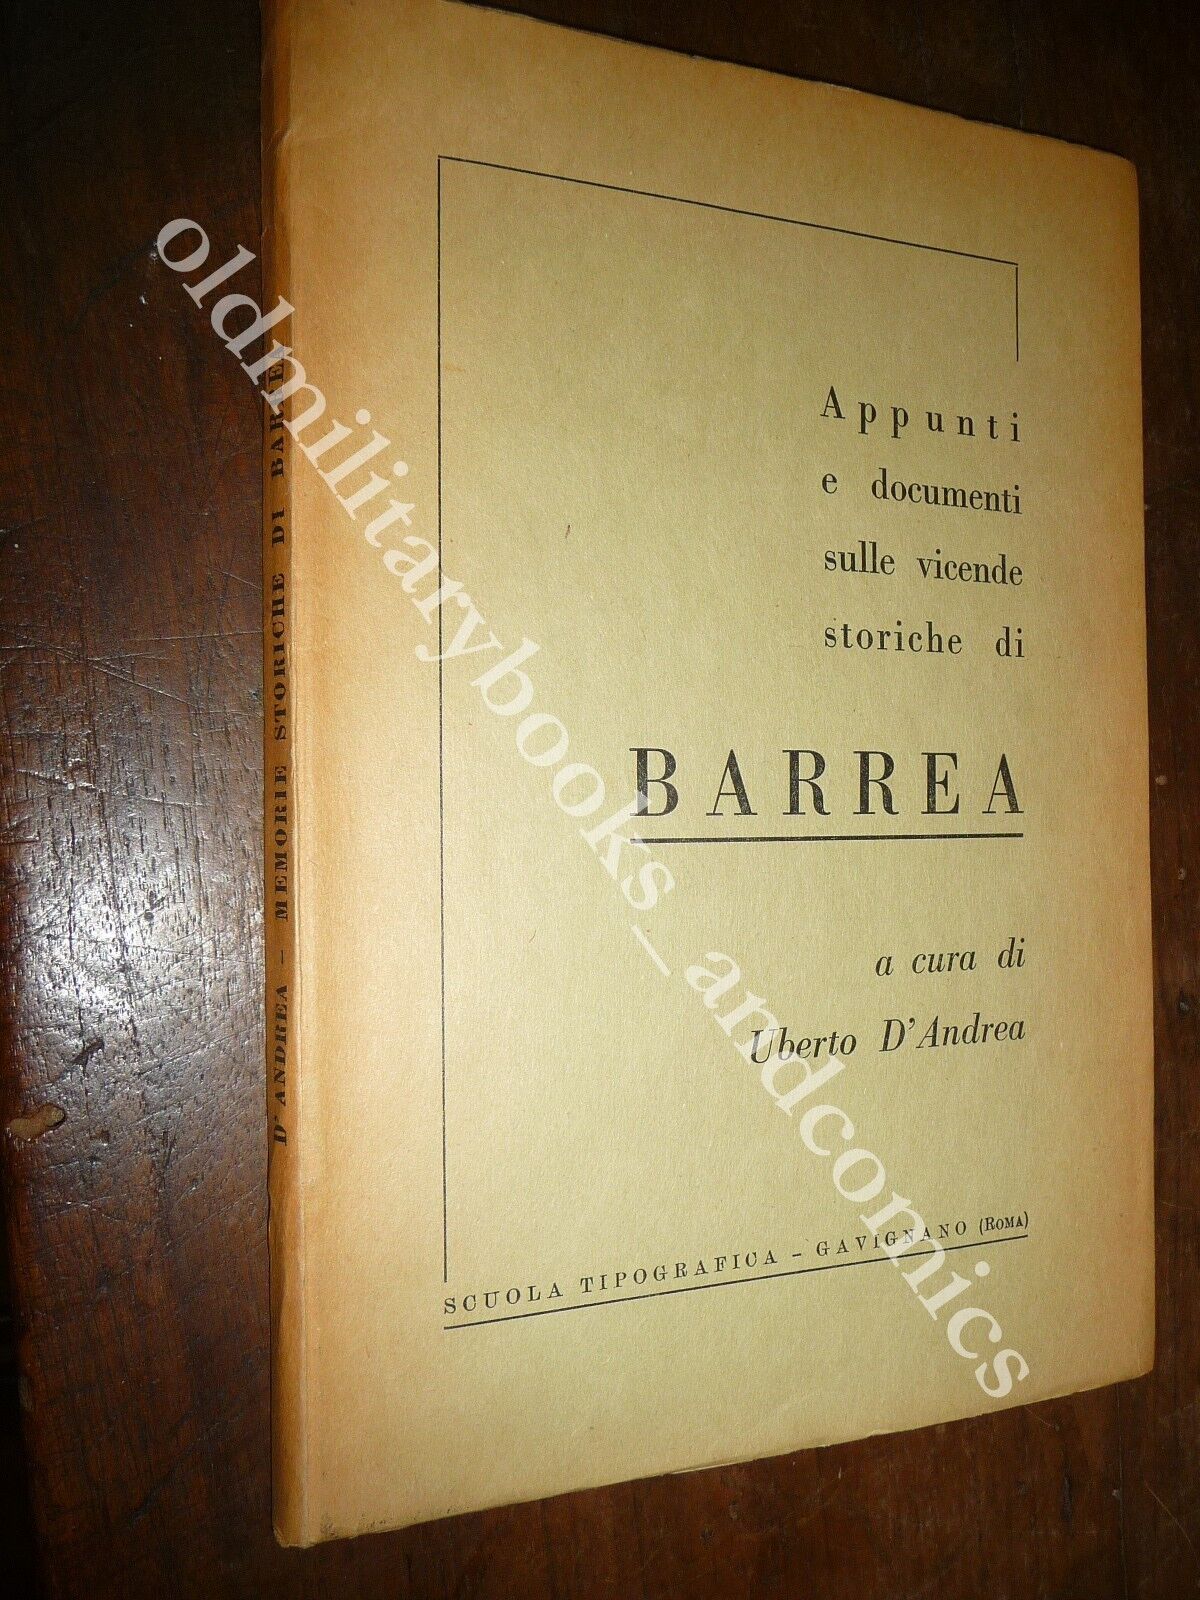 Appunti
e documenti
sulle vicende
storiche di
BARREA
a cura di
Uberto D'Andrea
SCUOLA TIPOGRAFICA - GAVIGNANO (ROMA)
D'ANDREA - MEMORIE STORICHE DI BARREA
oldmilitarybooks_andcomics